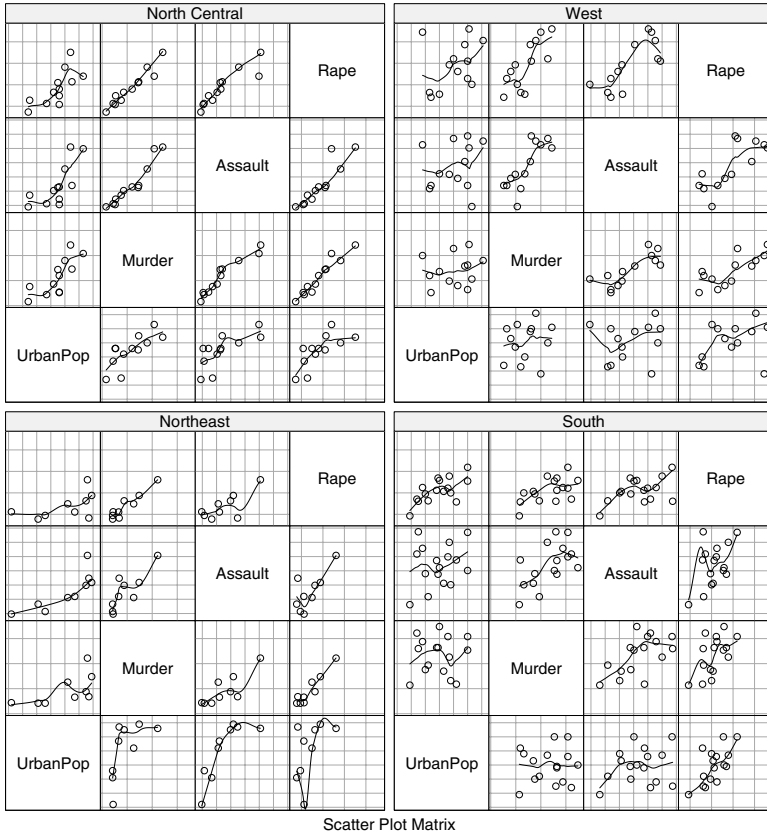 North Central
West
Rape
Rape
Assault
Assault
Murder
Murder
UrbanPop
UrbanPop
Northeast
South
Rape
Rape
Assault
Assault
Murder
Murder
UrbanPop
UrbanPop
Scatter Plot Matrix